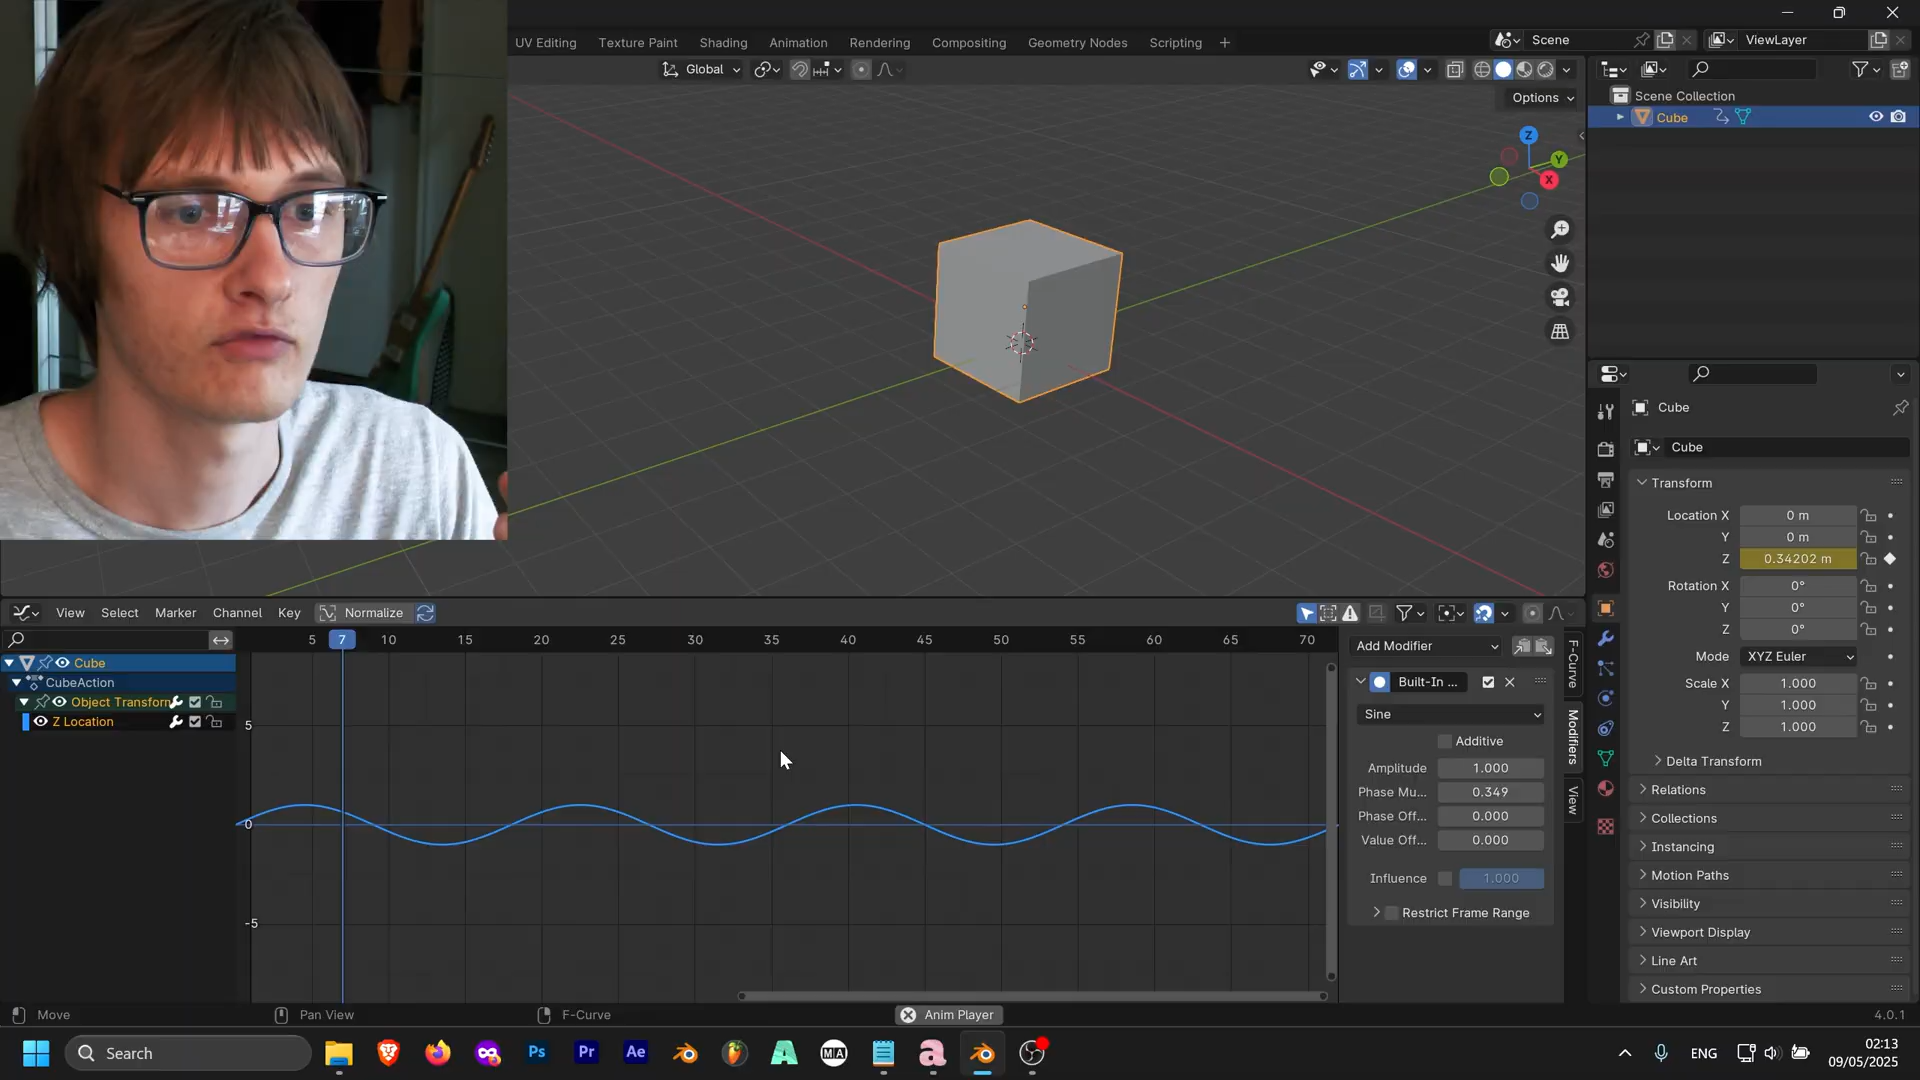 UV Editing Texture Paint Shading Animation Rendering Compositing Geometry Nodes Scripting +
Scene
ViewLayer
Global
Options
Z
Y
X
Scene Collection
Cube
Cube
Cube
Transform
Location X 0 m
Y 0 m
Z 0.34202 m
Rotation X 0°
Y 0°
Z 0°
Mode XYZ Euler
Scale X 1.000
Y 1.000
Z 1.000
Delta Transform
Relations
Collections
Instancing
Motion Paths
Visibility
Viewport Display
Line Art
Custom Properties
View Select Marker Channel Key Normalize
5 7 10 15 20 25 30 35 40 45 50 55 60 65 70
Cube
CubeAction
Object Transform
Z Location
5
0
-5
Add Modifier
Built-In ...
Sine
Additive
Amplitude 1.000
Phase Mu... 0.349
Phase Off... 0.000
Value Off... 0.000
Influence 1.000
Restrict Frame Range
F-Curve
Modifiers
View
Move
Pan View
F-Curve
Anim Player
4.0.1
Search
Ps
Pr
Ae
MA
ENG
02:13
09/05/2025